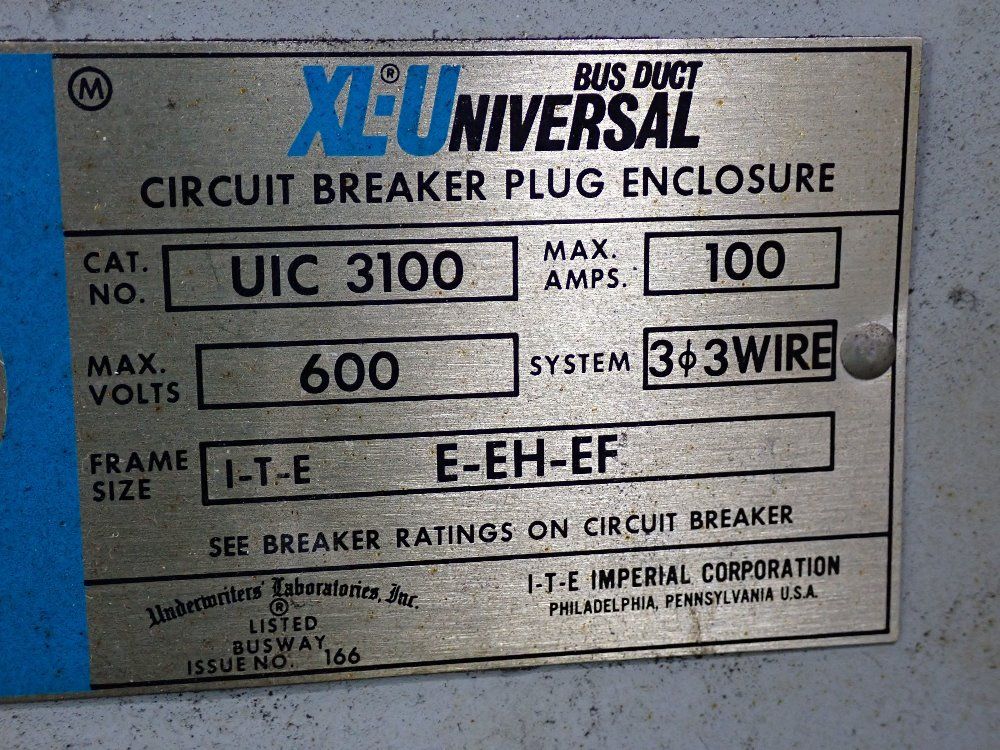 M
BUS DUCT
XL-UNIVERSAL®
CIRCUIT BREAKER PLUG ENCLOSURE
CAT. NO. UIC 3100 MAX. AMPS. 100
MAX. VOLTS 600 SYSTEM 3ϕ3WIRE
FRAME SIZE I-T-E E-EH-EF
SEE BREAKER RATINGS ON CIRCUIT BREAKER
Underwriters' Laboratories, Inc.
®
LISTED
BUSWAY
ISSUE NO. 166
I-T-E IMPERIAL CORPORATION
PHILADELPHIA, PENNSYLVANIA U.S.A.